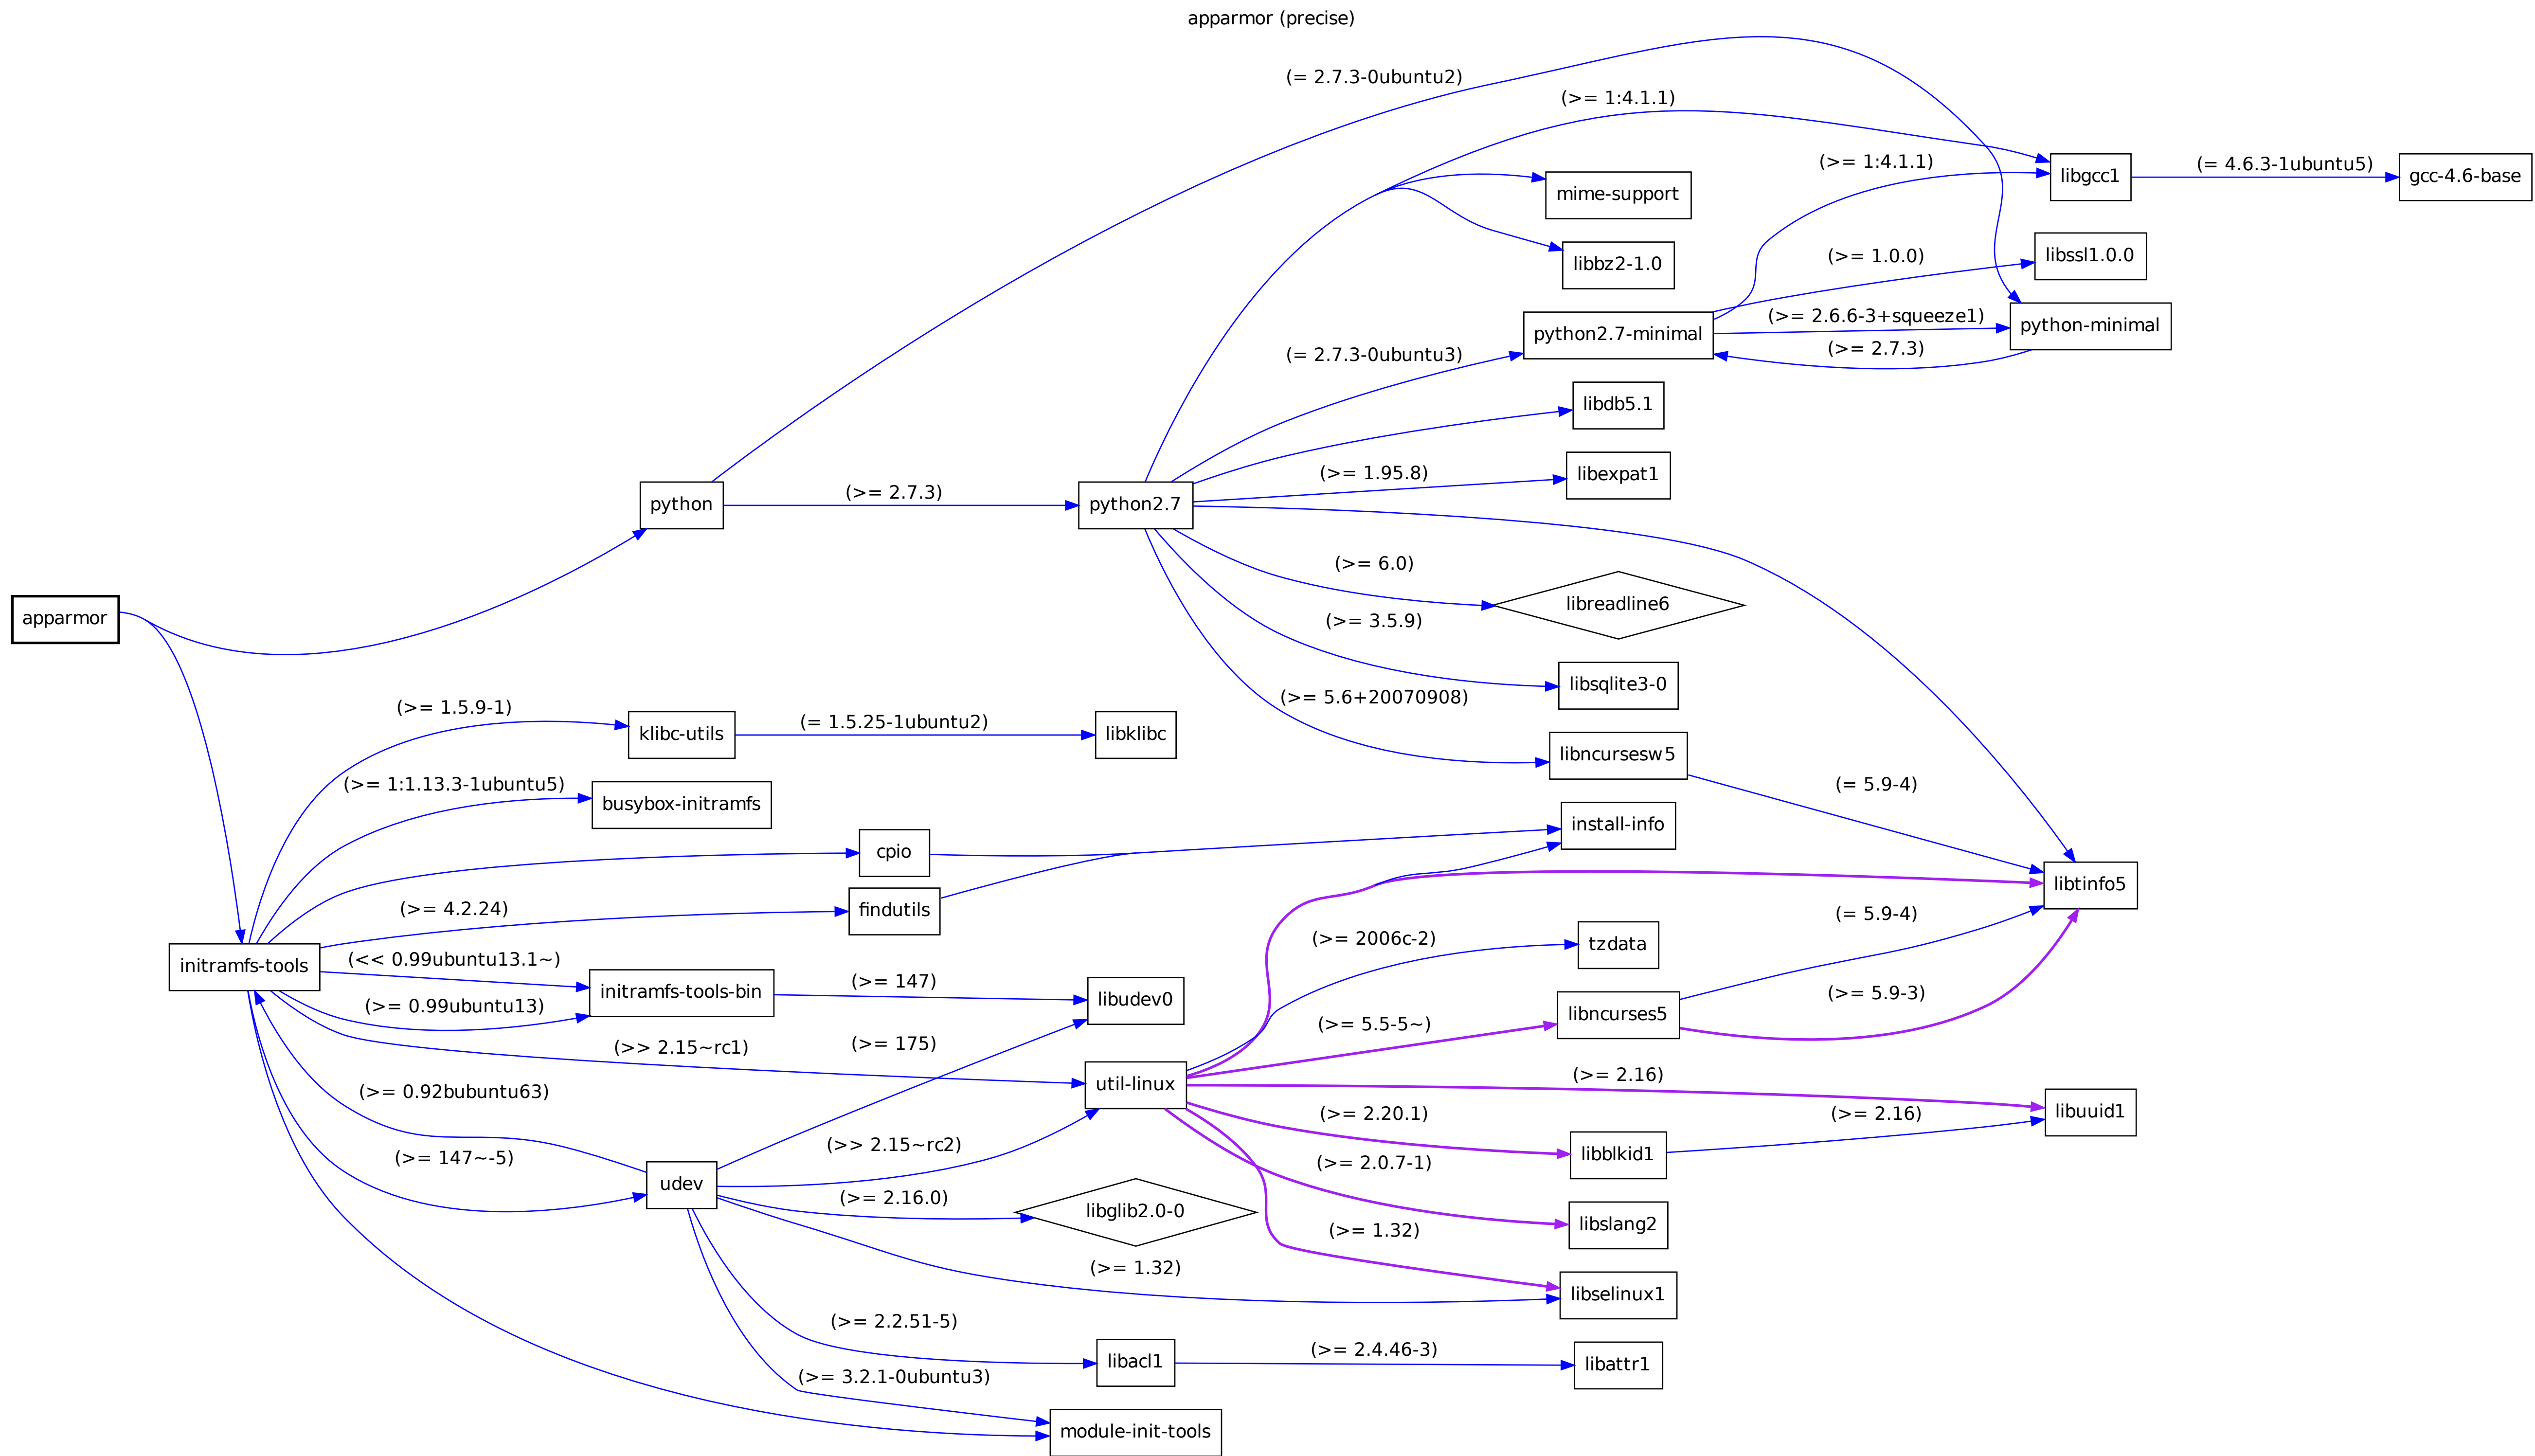 apparmor (precise)
(= 2.7.3-0ubuntu2)
(>= 1:4.1.1)
(>= 1:4.1.1)
libgcc1
(= 4.6.3-1ubuntu5)
gcc-4.6-base
mime-support
libbz2-1.0
(>= 1.0.0)
libssl1.0.0
python2.7-minimal
(>= 2.6.6-3+squeeze1)
python-minimal
(>= 2.7.3)
(= 2.7.3-0ubuntu3)
libdb5.1
python
(>= 2.7.3)
python2.7
(>= 1.95.8)
libexpat1
(>= 6.0)
libreadline6
apparmor
(>= 3.5.9)
libsqlite3-0
(>= 5.6+20070908)
(>= 1.5.9-1)
klibc-utils
(= 1.5.25-1ubuntu2)
libklibc
libncursesw5
(= 5.9-4)
(>= 1:1.13.3-1ubuntu5)
busybox-initramfs
install-info
cpio
libtinfo5
(>= 4.2.24)
findutils
(= 5.9-4)
(>= 2006c-2)
tzdata
initramfs-tools
(<< 0.99ubuntu13.1~)
initramfs-tools-bin
(>= 147)
libudev0
(>= 0.99ubuntu13)
(>= 5.9-3)
(>= 5.5-5~)
libncurses5
(>> 2.15~rc1)
(>= 175)
util-linux
(>= 2.16)
(>= 0.92bubuntu63)
(>= 2.20.1)
(>= 2.16)
libuuid1
(>= 147~-5)
(>> 2.15~rc2)
libblkid1
(>= 2.0.7-1)
udev
(>= 2.16.0)
libglib2.0-0
libslang2
(>= 1.32)
(>= 1.32)
libselinux1
(>= 2.2.51-5)
libacl1
(>= 2.4.46-3)
libattr1
(>= 3.2.1-0ubuntu3)
module-init-tools